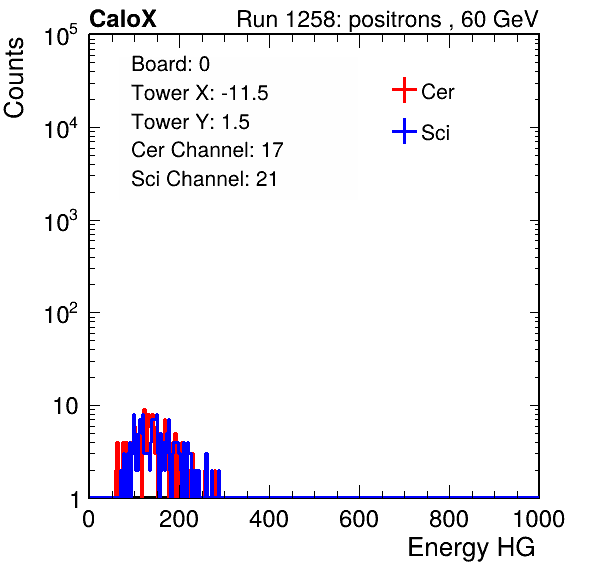 CaloX Run 1258: positrons , 60 GeV
Counts
Board: 0
Tower X: -11.5
Tower Y: 1.5
Cer Channel: 17
Sci Channel: 21
Cer
Sci
10^5
10^4
10^3
10^2
10
1
0 200 400 600 800 1000
Energy HG